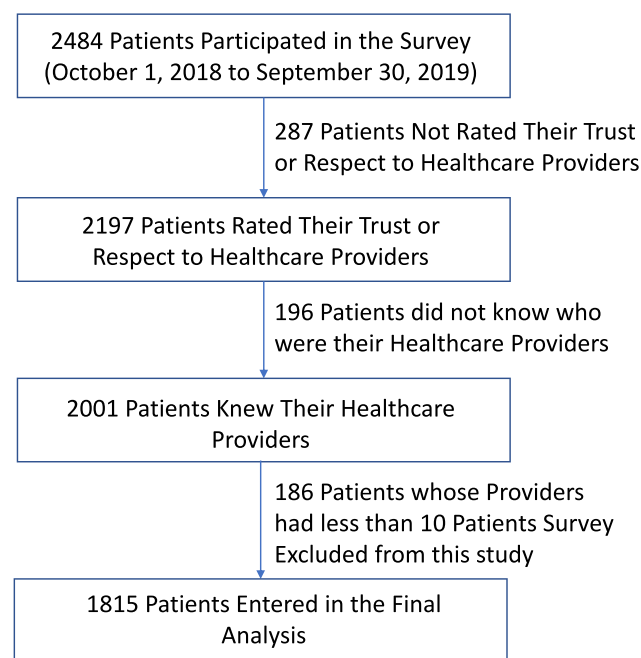 2484 Patients Participated in the Survey
(October 1, 2018 to September 30, 2019)
287 Patients Not Rated Their Trust
or Respect to Healthcare Providers
2197 Patients Rated Their Trust or
Respect to Healthcare Providers
196 Patients did not know who
were their Healthcare Providers
2001 Patients Knew Their Healthcare
Providers
186 Patients whose Providers
had less than 10 Patients Survey
Excluded from this study
1815 Patients Entered in the Final
Analysis